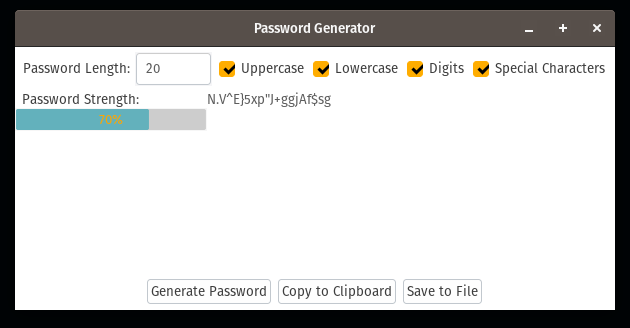 Password Generator
Password Length: 20 Uppercase Lowercase Digits Special Characters
Password Strength: N.V^E}5xp"J+ggjAf$sg
70%
Generate Password Copy to Clipboard Save to File